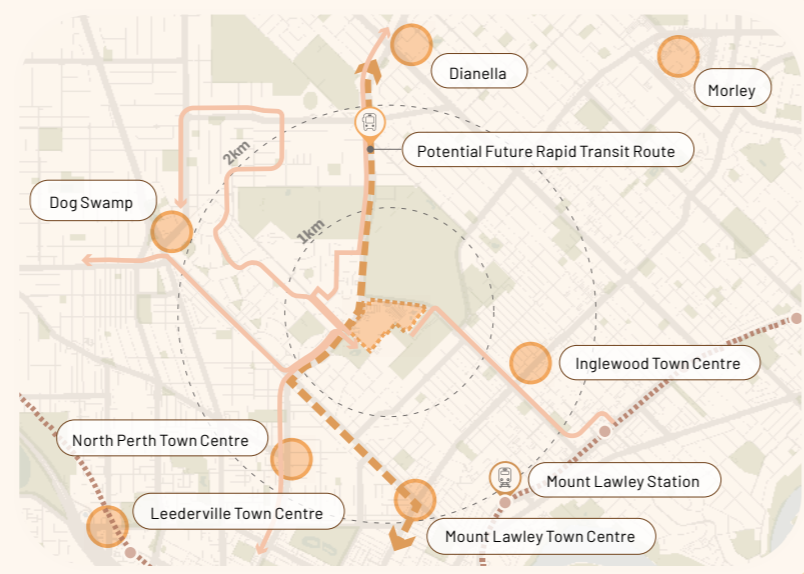 Dianella
Morley
Potential Future Rapid Transit Route
2km
Dog Swamp
1km
Inglewood Town Centre
North Perth Town Centre
Mount Lawley Station
Leederville Town Centre
Mount Lawley Town Centre